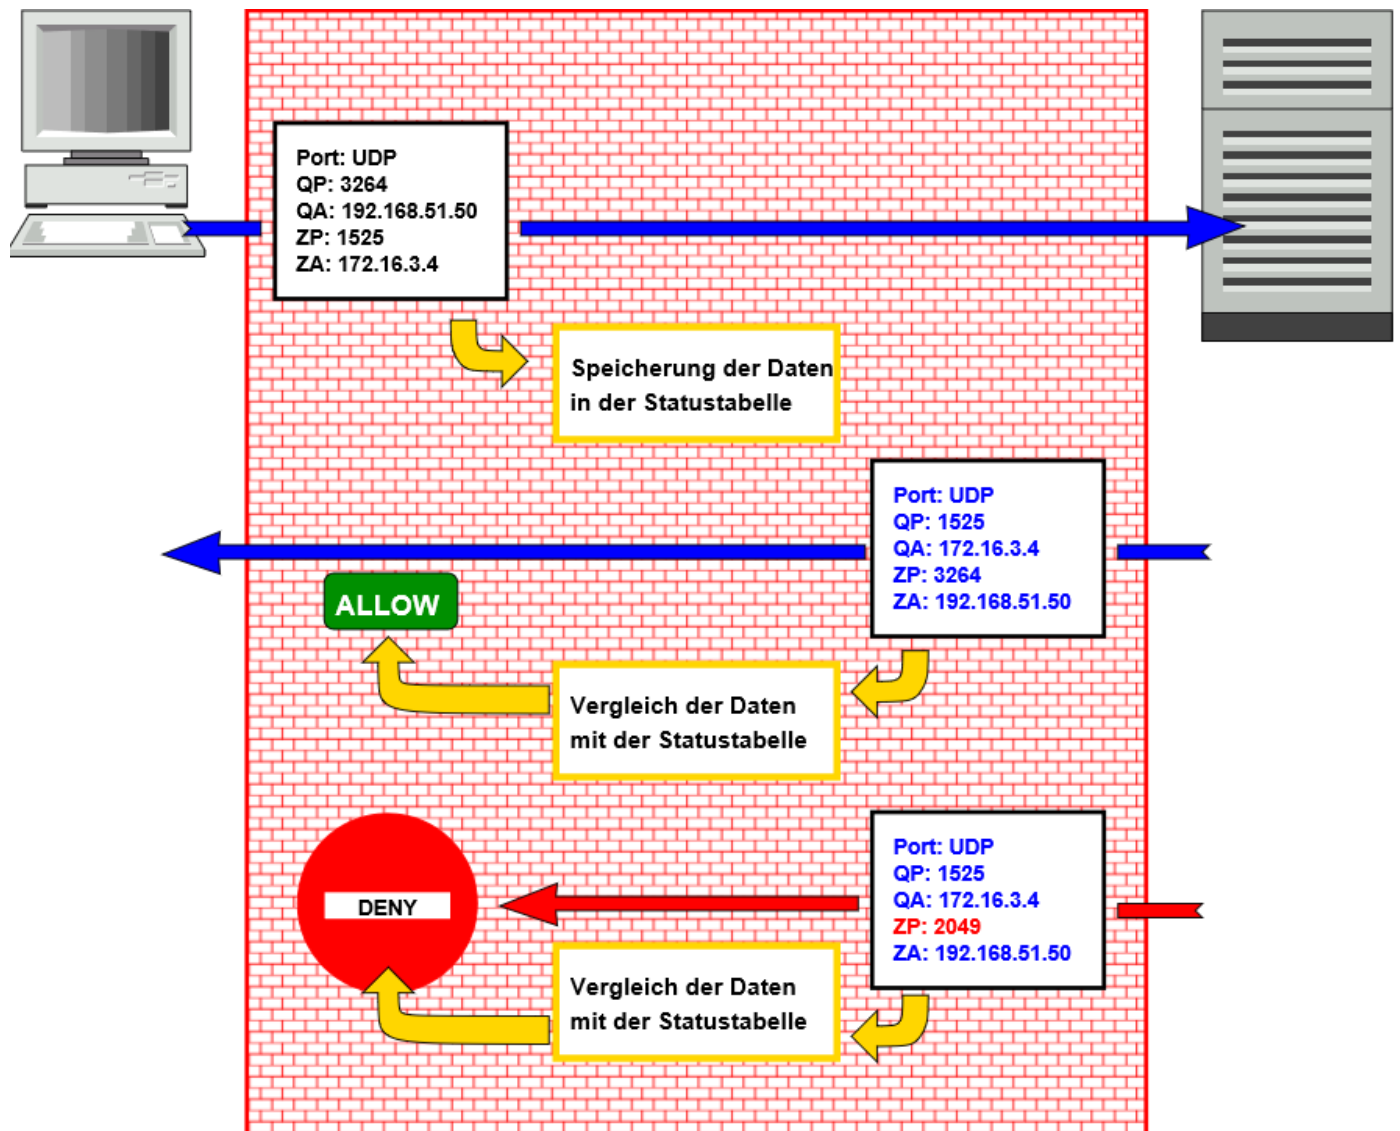 Port: UDP
QP: 3264
QA: 192.168.51.50
ZP: 1525
ZA: 172.16.3.4
Speicherung der Daten
in der Statustabelle
Port: UDP
QP: 1525
QA: 172.16.3.4
ZP: 3264
ZA: 192.168.51.50
ALLOW
Vergleich der Daten
mit der Statustabelle
Port: UDP
QP: 1525
QA: 172.16.3.4
ZP: 2049
ZA: 192.168.51.50
DENY
Vergleich der Daten
mit der Statustabelle